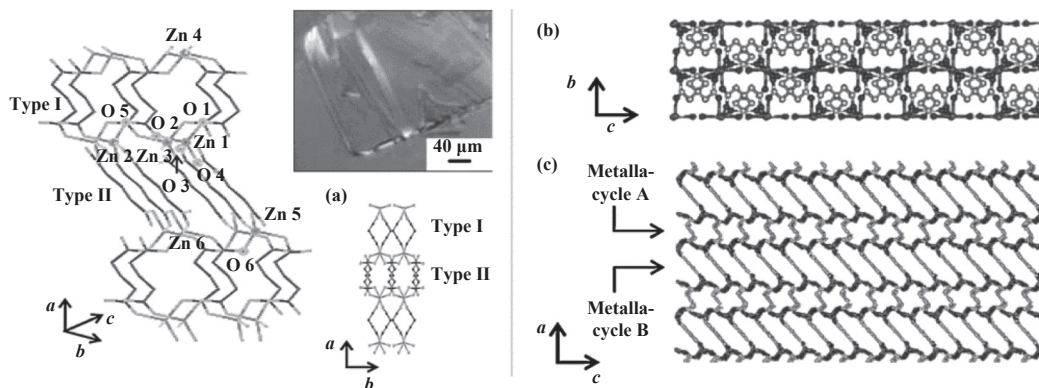 Zn 4
Type I
O 5
O 1
O 2
Zn 1
Zn 2
Zn 3
O 4
O 3
Type II
Zn 5
Zn 6
O 6
a
c
b
40 μm
(a)
Type I
Type II
a
b
(b)
b
c
(c)
Metalla-
cycle A
Metalla-
cycle B
a
c